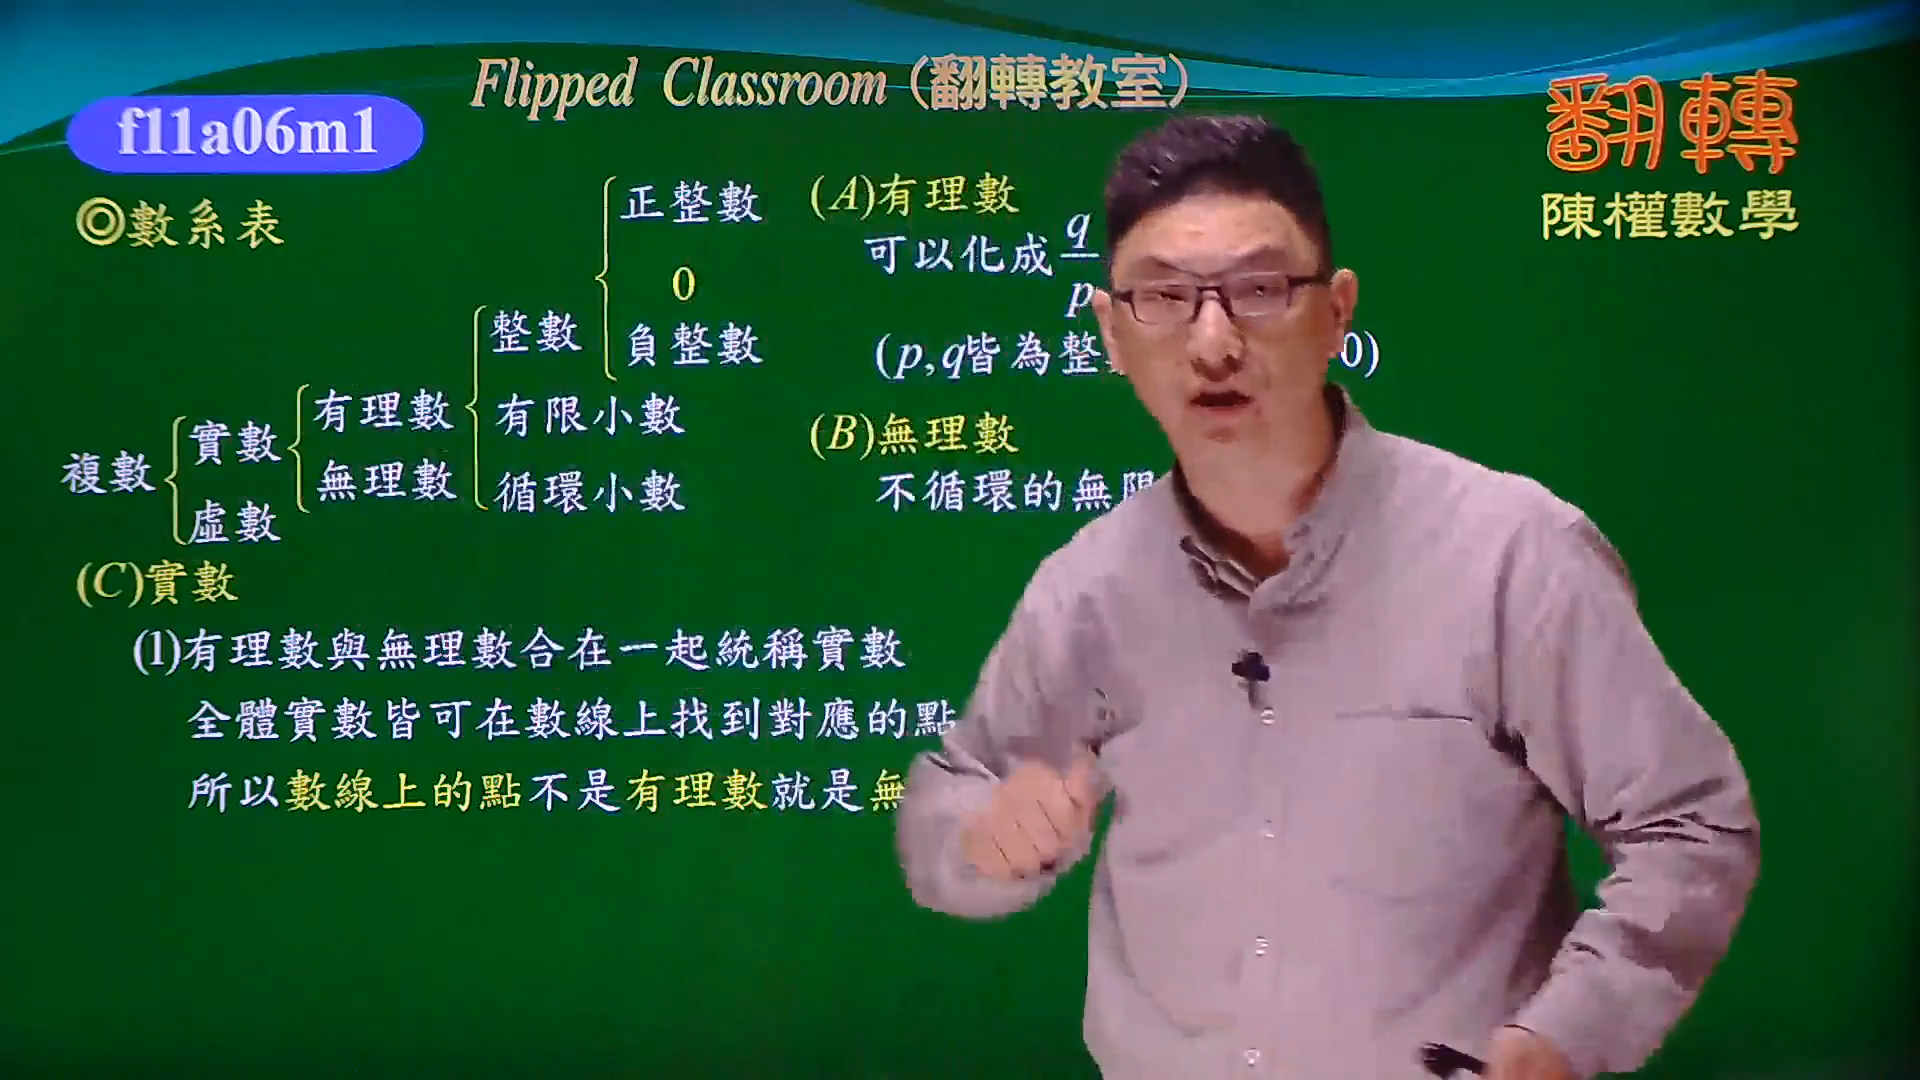 Flipped Classroom (翻轉教室)
f11a06m1
翻轉
陳權數學
◎數系表
複數
實數
虛數
有理數
無理數
整數
有限小數
循環小數
正整數
0
負整數
(A)有理數
可以化成q/p
(p,q皆為整 0)
(B)無理數
不循環的無限
(C)實數
(1)有理數與無理數合在一起統稱實數
全體實數皆可在數線上找到對應的點
所以數線上的點不是有理數就是無